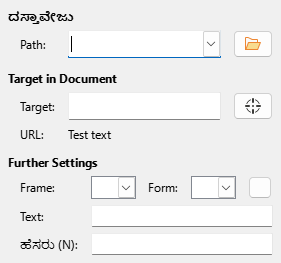 ದಸ್ತಾವೇಜು
Path:
Target in Document
Target:
URL: Test text
Further Settings
Frame: Form:
Text:
ಹೆಸರು (N):